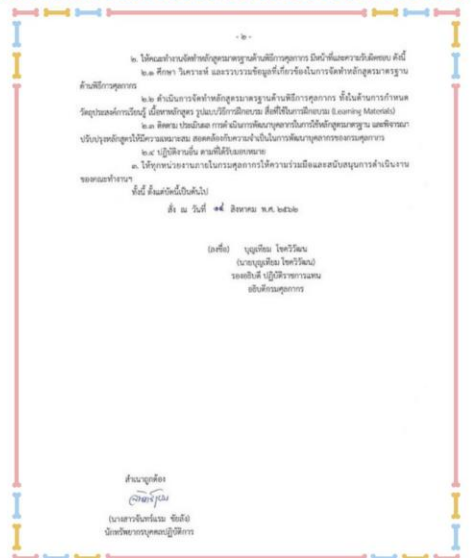 - ๒ -
๒. ให้คณะทำงานจัดทำหลักสูตรมาตรฐานด้านพิธีการศุลกากร มีหน้าที่และความรับผิดชอบ ดังนี้
๒.๑ ศึกษา วิเคราะห์ และรวบรวมข้อมูลที่เกี่ยวข้องในการจัดทำหลักสูตรมาตรฐาน
ด้านพิธีการศุลกากร
๒.๒ ดำเนินการจัดทำหลักสูตรมาตรฐานด้านพิธีการศุลกากร ทั้งในด้านการกำหนด
วัตถุประสงค์การเรียนรู้ เนื้อหาหลักสูตร รูปแบบวิธีการฝึกอบรม สื่อที่ใช้ในการฝึกอบรม (Learning Materials)
๒.๓ ติดตาม ประเมินผล การดำเนินการพัฒนาบุคลากรในการใช้หลักสูตรมาตรฐาน และพิจารณา
ปรับปรุงหลักสูตรให้มีความเหมาะสม สอดคล้องกับความจำเป็นในการพัฒนาบุคลากรของกรมศุลกากร
๒.๔ ปฏิบัติงานอื่น ตามที่ได้รับมอบหมาย
๓. ให้ทุกหน่วยงานภายในกรมศุลกากรให้ความร่วมมือและสนับสนุนการดำเนินงาน
ของคณะทำงานฯ
ทั้งนี้ ตั้งแต่บัดนี้เป็นต้นไป
สั่ง ณ วันที่ สิงหาคม พ.ศ. ๒๕๖๒
(ลงชื่อ) บุญเทียม โชควิวัฒน
(นายบุญเทียม โชควิวัฒน)
รองอธิบดี ปฏิบัติราชการแทน
อธิบดีกรมศุลกากร
สำเนาถูกต้อง
(นางสาวจันทร์แรม ชัยลัง)
นักทรัพยากรบุคคลปฏิบัติการ